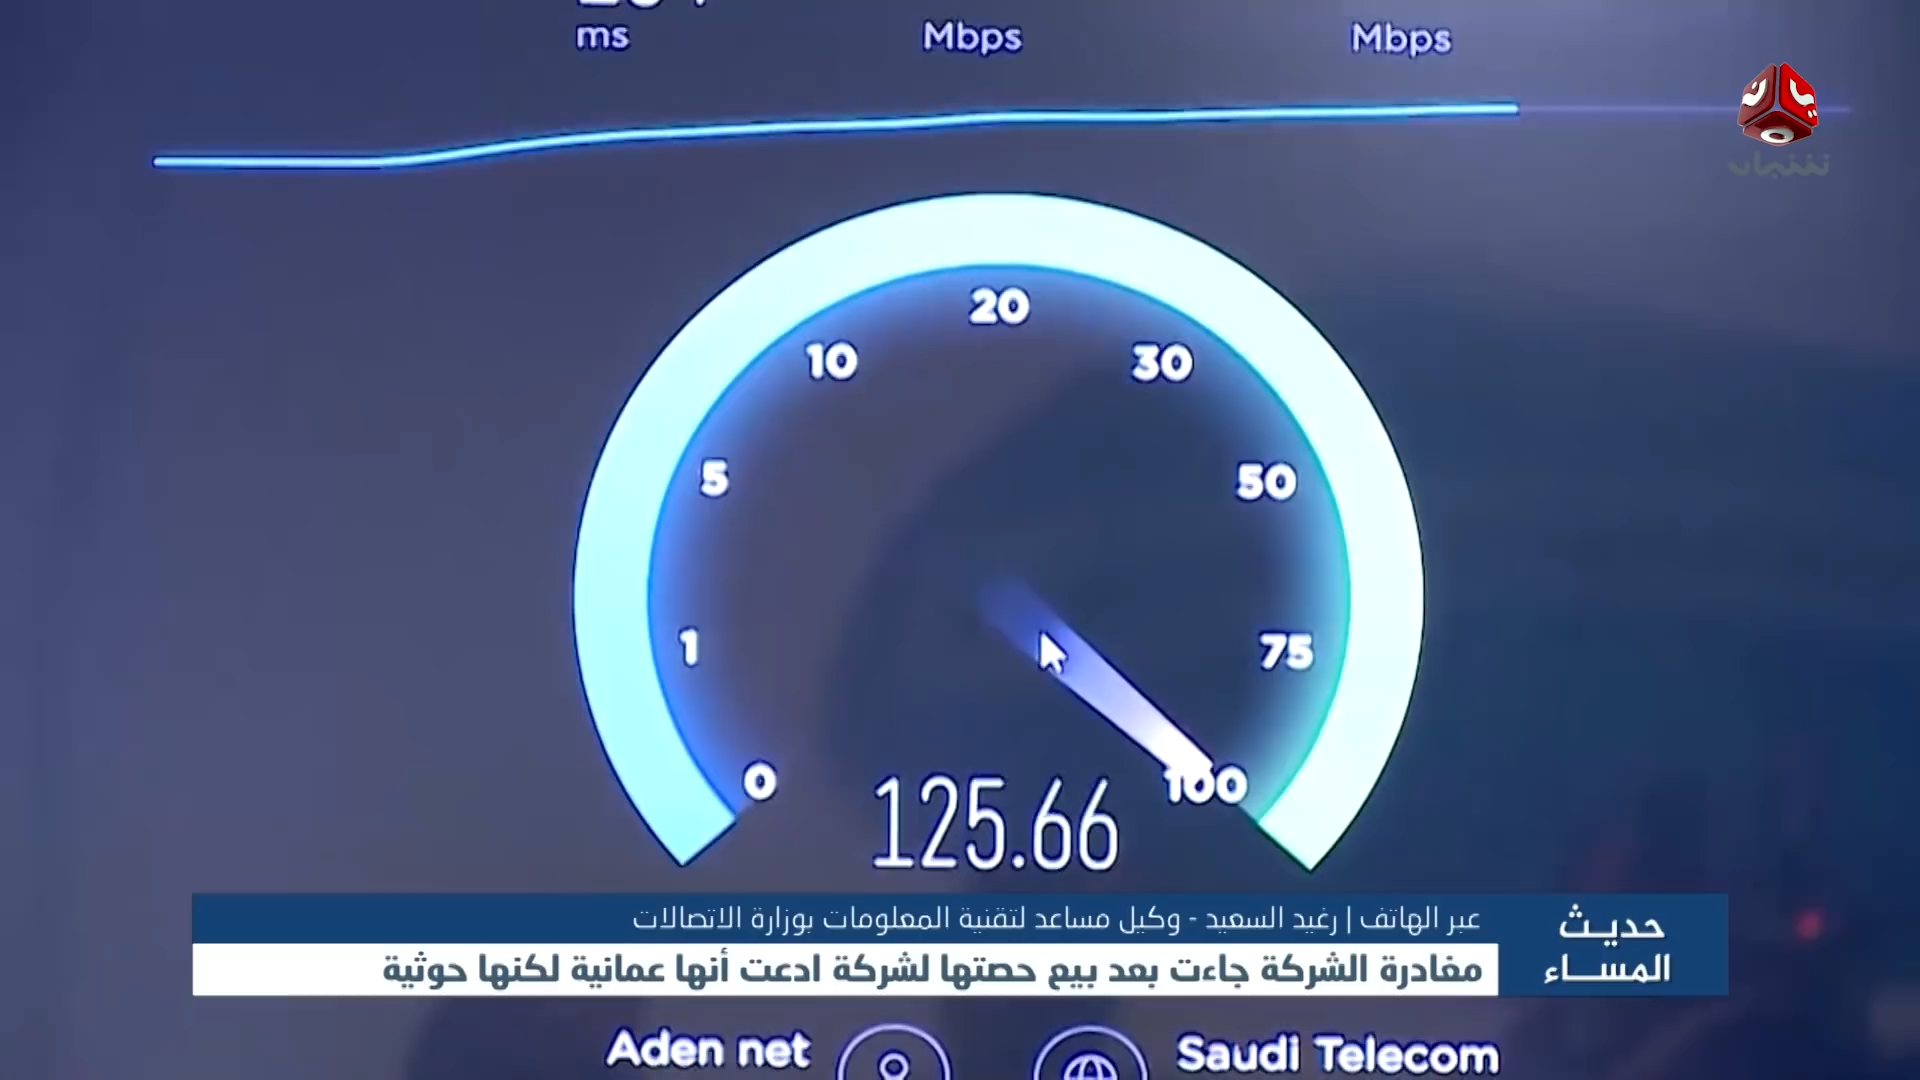 ms
Mbps
Mbps
20
10
30
5
50
1
75
0
100
125.66
عبر الهاتف | رغيد السعيد - وكيل مساعد لتقنية المعلومات بوزارة الاتصالات
حديث
المساء
مغادرة الشركة جاءت بعد بيع حصتها لشركة ادعت أنها عمانية لكنها حوثية
Aden net
Saudi Telecom